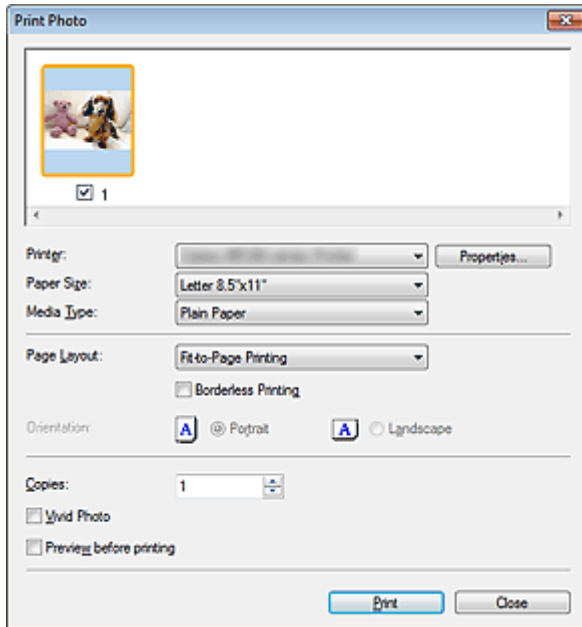 Print Photo
1
Printer:
Properties...
Paper Size: Letter 8.5"x11"
Media Type: Plain Paper
Page Layout: Fit-to-Page Printing
Borderless Printing
Orientation: A Portrait A Landscape
Copies: 1
Vivid Photo
Preview before printing
Print Close